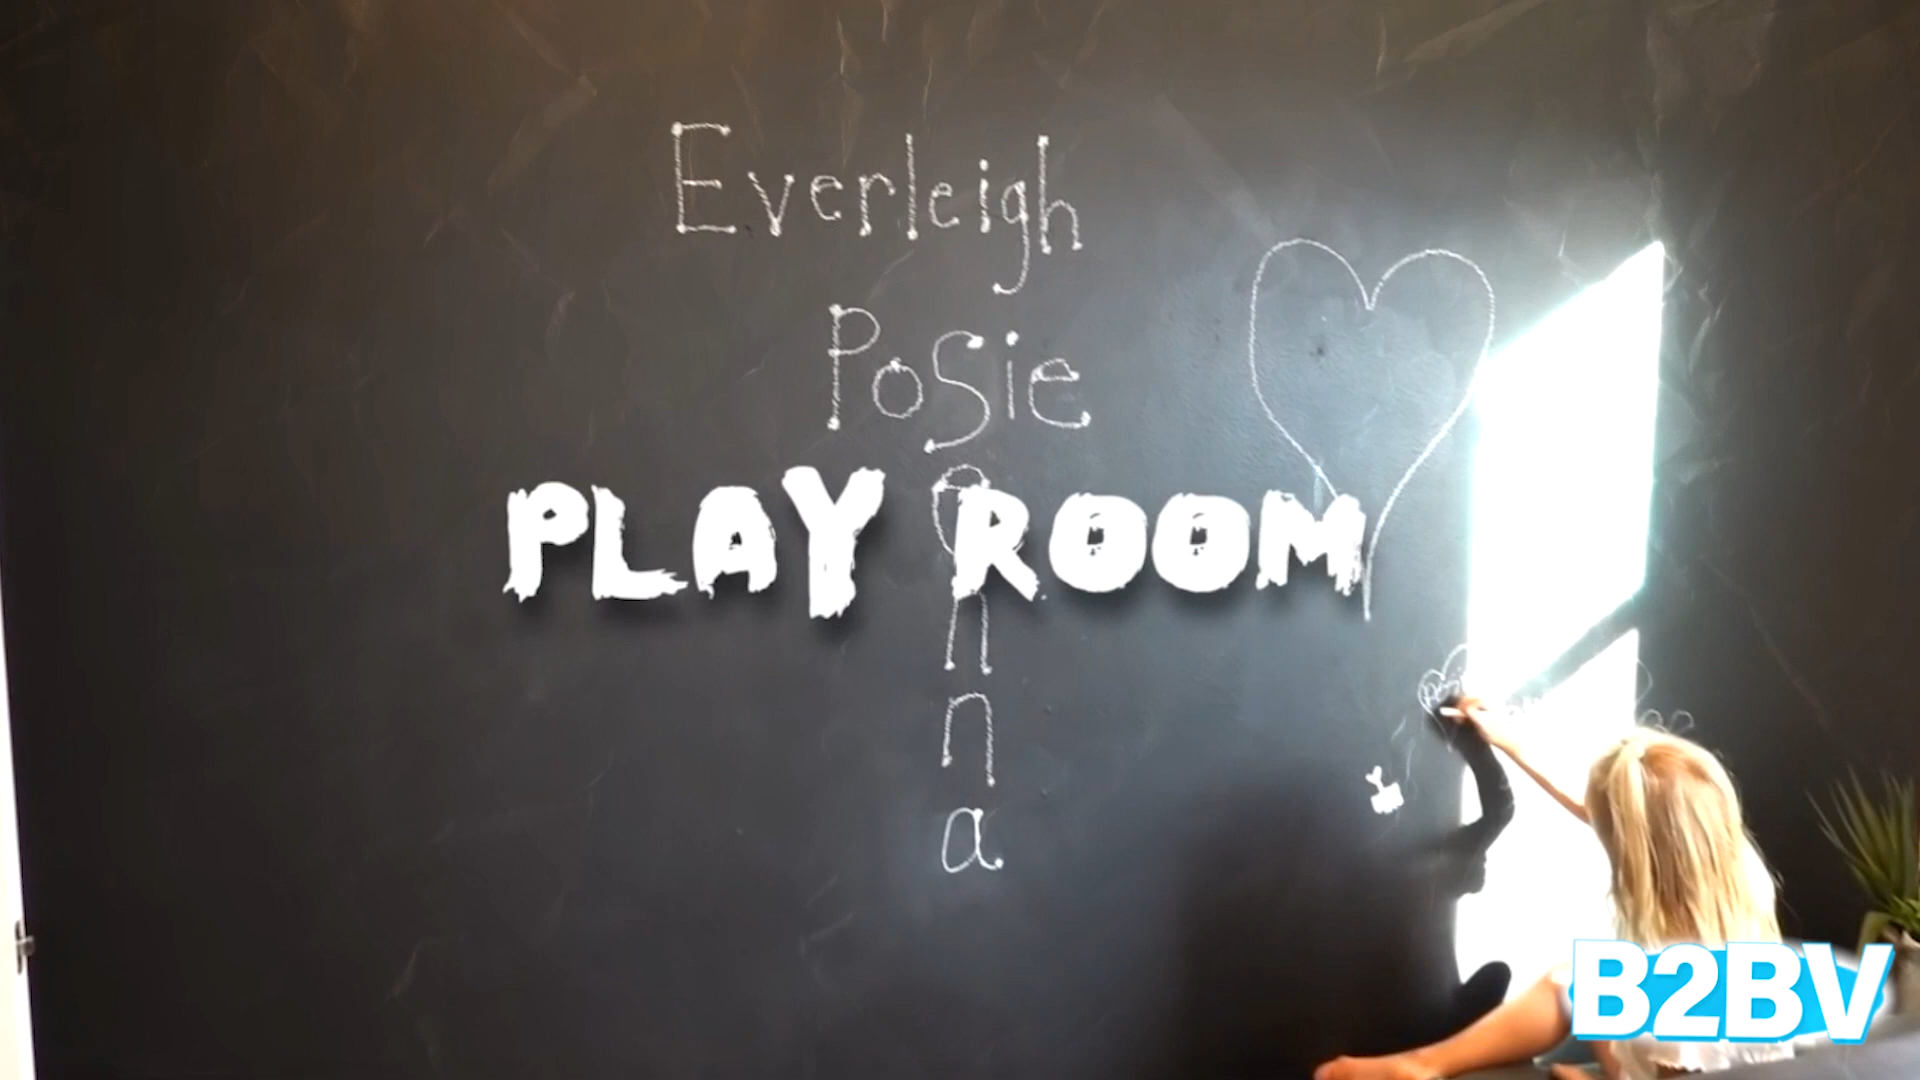 Everleigh
Posie
PLAY ROOM
n
n
a
B2BV